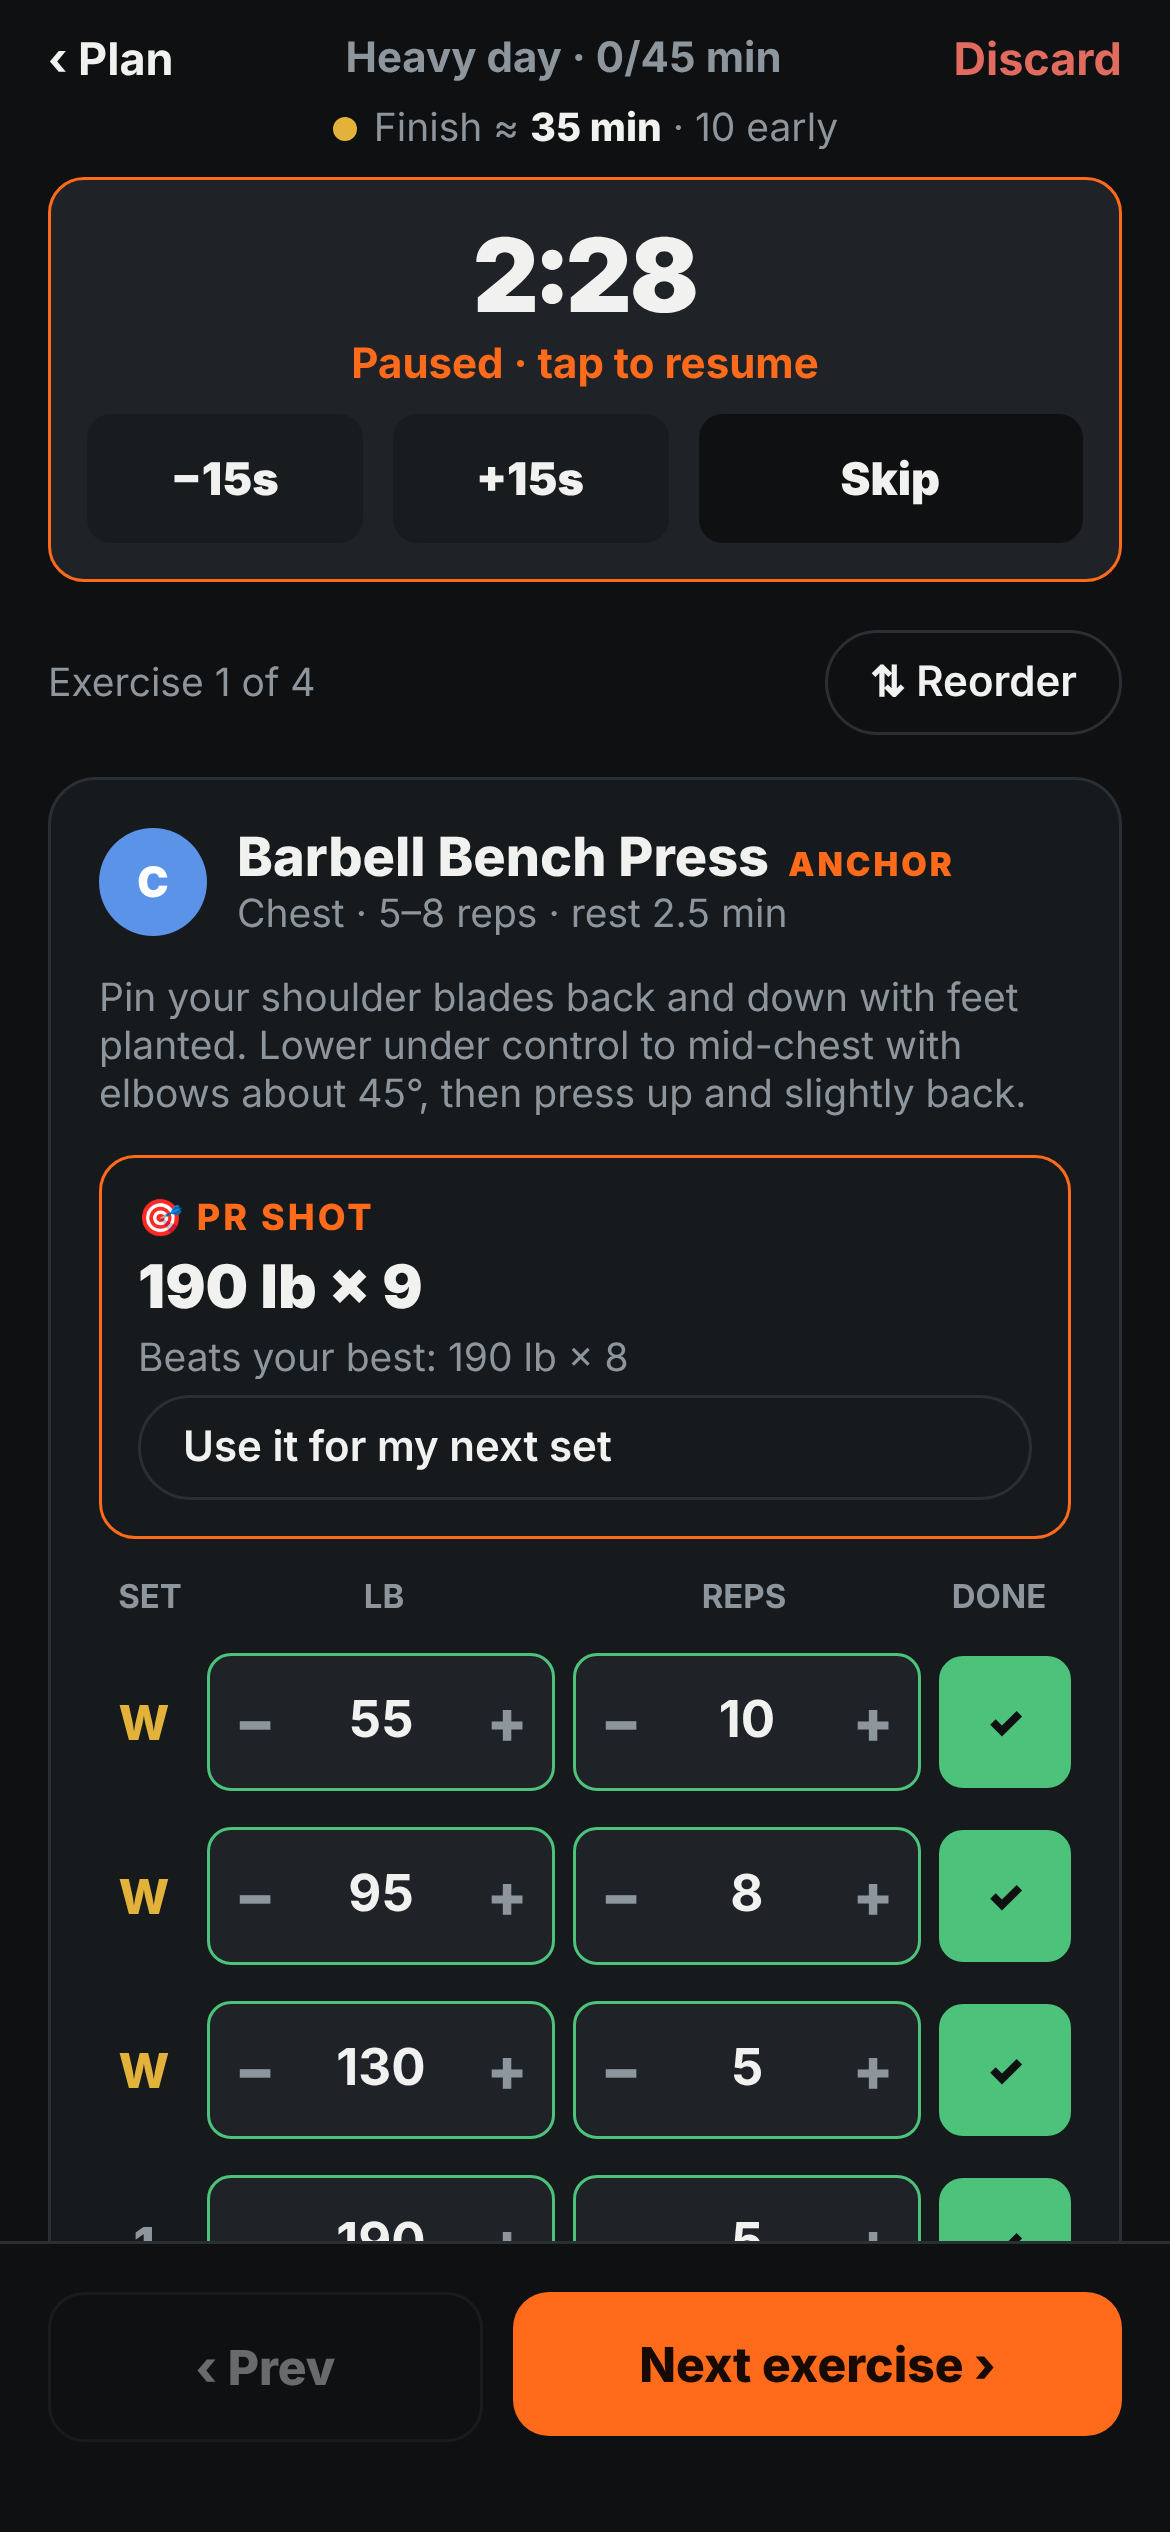 ‹ Plan
Heavy day · 0/45 min
Discard
Finish ≈ 35 min · 10 early
2:28
Paused · tap to resume
−15s
+15s
Skip
Exercise 1 of 4
⇅ Reorder
C
Barbell Bench Press ANCHOR
Chest · 5–8 reps · rest 2.5 min
Pin your shoulder blades back and down with feet
planted. Lower under control to mid-chest with
elbows about 45°, then press up and slightly back.
🎯 PR SHOT
190 lb × 9
Beats your best: 190 lb × 8
Use it for my next set
SET LB REPS DONE
W − 55 + − 10 + ✓
W − 95 + − 8 + ✓
W − 130 + − 5 + ✓
1 190 + 5 + ✓
‹ Prev
Next exercise ›